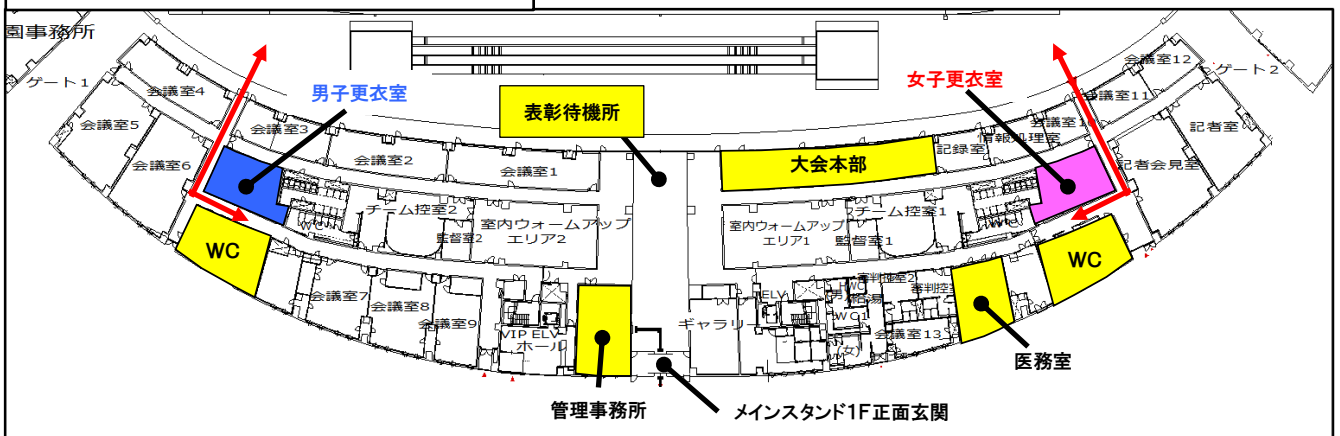 園事務所
ゲート1
会議室4
会議室5
会議室6
男子更衣室
会議室3
会議室2
会議室1
表彰待機所
大会本部
記録室
情報処理室
女子更衣室
会議室11
会議室12
ゲート2
記者室
記者会見室
WC
チーム控室2
監督室2
室内ウォームアップ
エリア2
室内ウォームアップ
エリア1
チーム控室1
監督室1
WC
会議室7
会議室8
会議室9
VIP ELV
ホール
管理事務所
メインスタンド1F正面玄関
ギャラリー
ELV
(男)
WC
給湯
WC1
(女)
審判控室2
会議室13
医務室